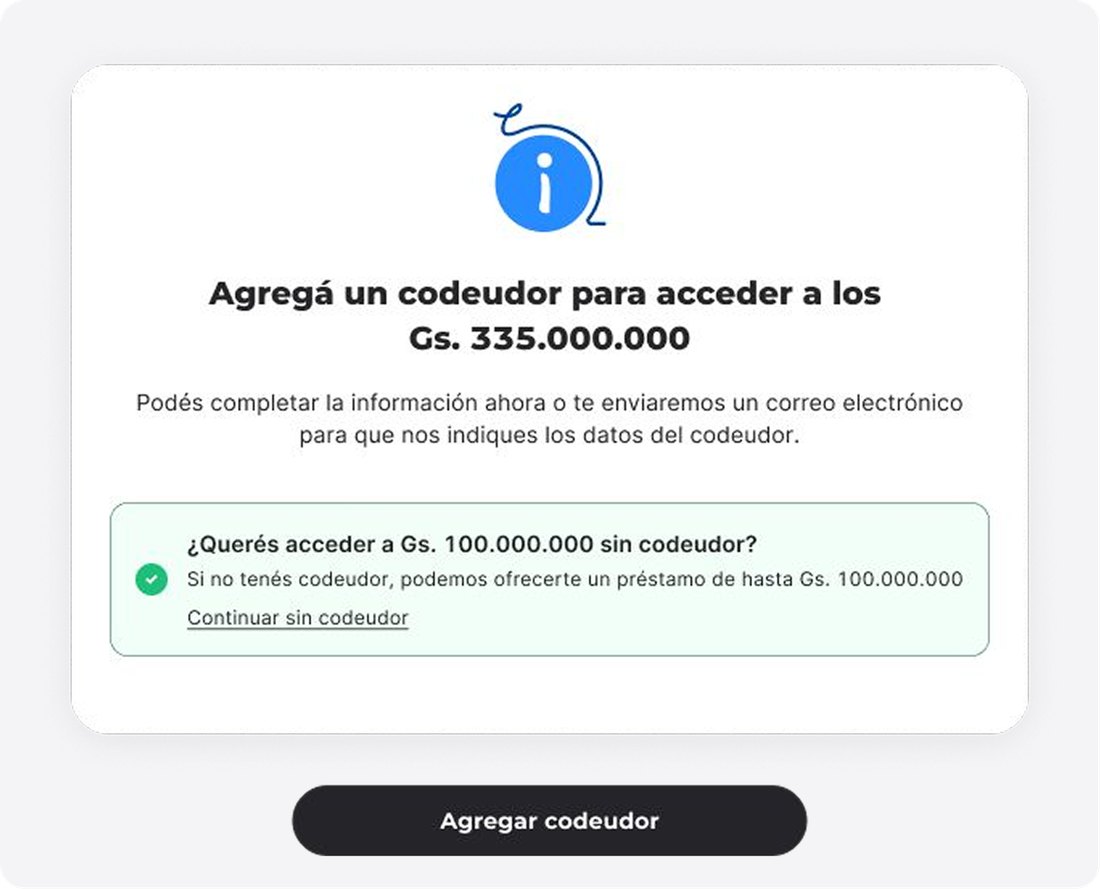 Agregá un codeudor para acceder a los
Gs. 335.000.000
Podés completar la información ahora o te enviaremos un correo electrónico
para que nos indiques los datos del codeudor.
¿Querés acceder a Gs. 100.000.000 sin codeudor?
Si no tenés codeudor, podemos ofrecerte un préstamo de hasta Gs. 100.000.000
Continuar sin codeudor
Agregar codeudor